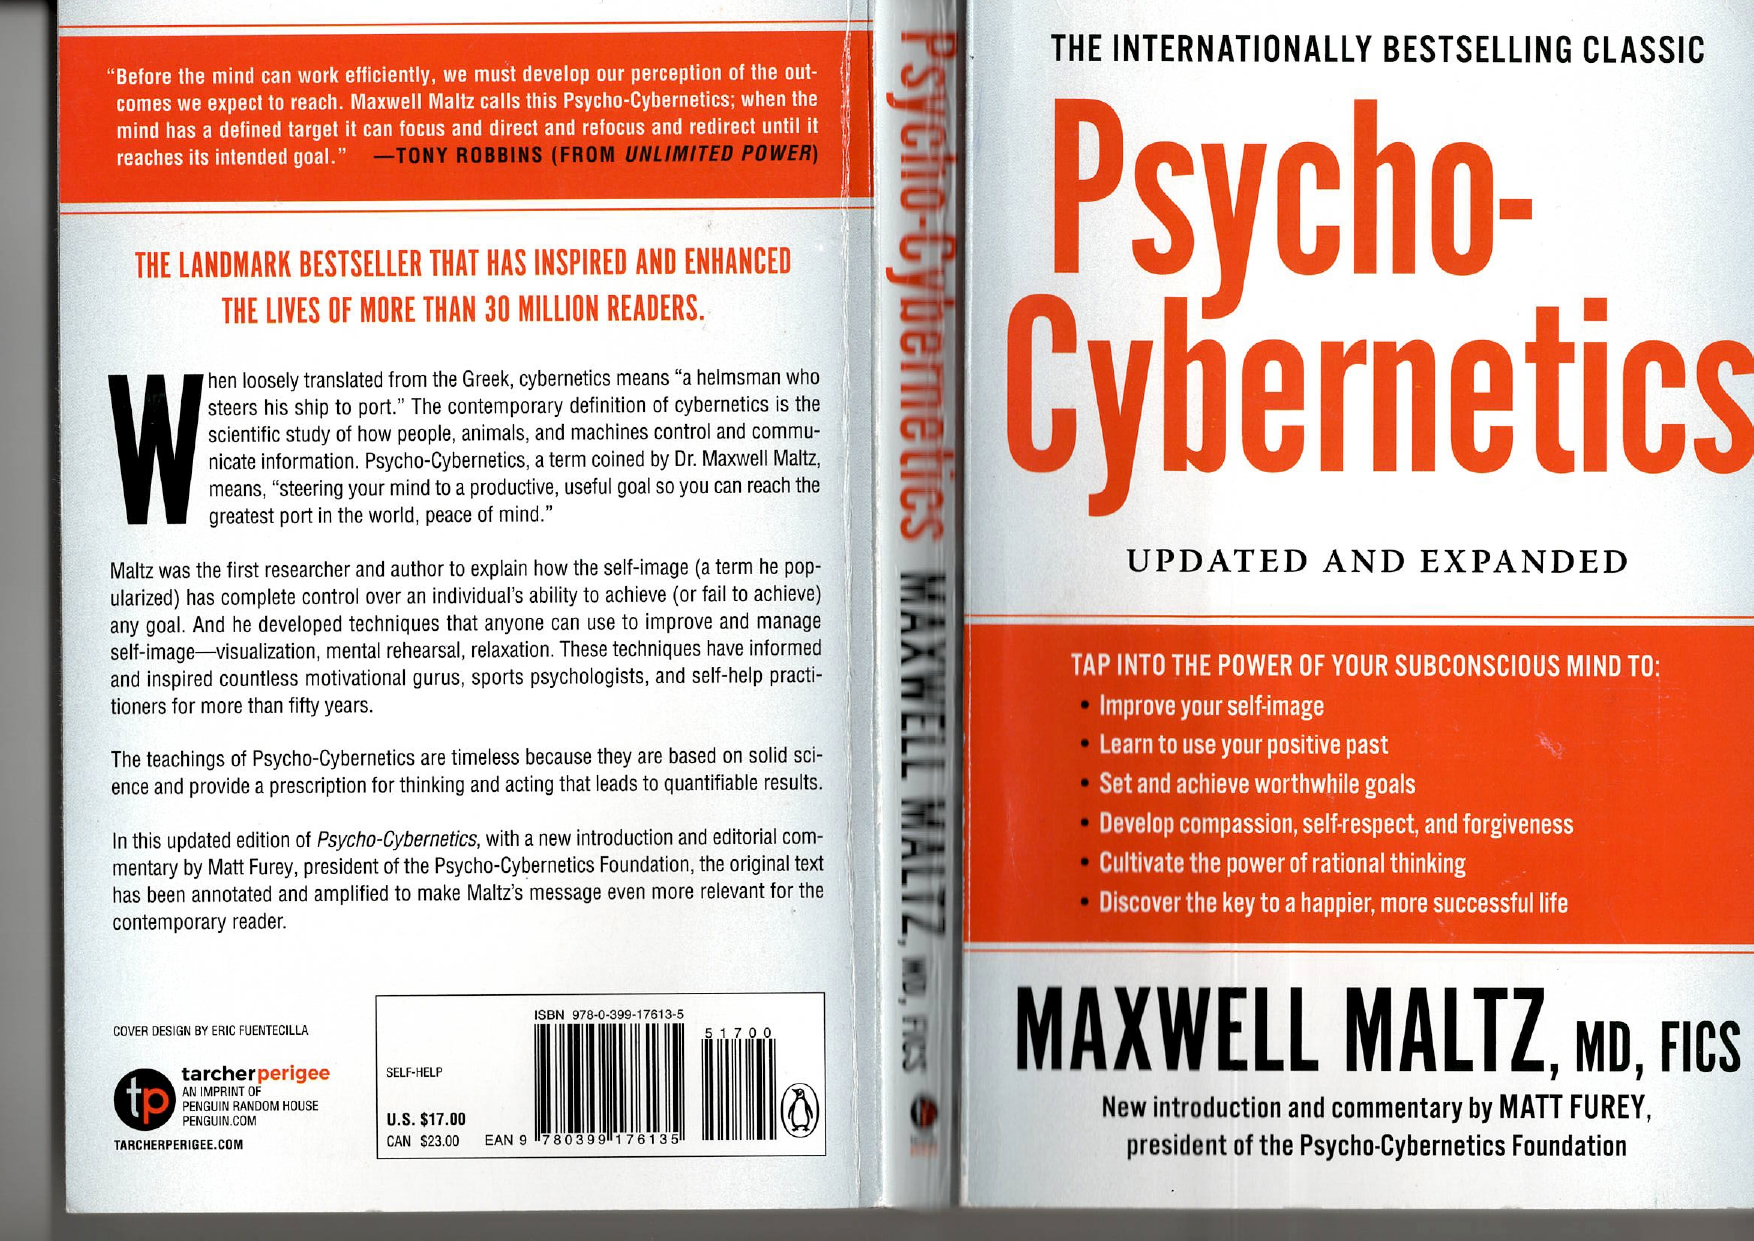 “Before the mind can work efficiently, we must develop our perception of the out-
comes we expect to reach. Maxwell Maltz calls this Psycho-Cybernetics; when the
mind has a defined target it can focus and direct and refocus and redirect until it
reaches its intended goal.” —TONY ROBBINS (FROM UNLIMITED POWER)
THE LANDMARK BESTSELLER THAT HAS INSPIRED AND ENHANCED
THE LIVES OF MORE THAN 30 MILLION READERS.
When loosely translated from the Greek, cybernetics means “a helmsman who
steers his ship to port.” The contemporary definition of cybernetics is the
scientific study of how people, animals, and machines control and commu-
nicate information. Psycho-Cybernetics, a term coined by Dr. Maxwell Maltz,
means, “steering your mind to a productive, useful goal so you can reach the
greatest port in the world, peace of mind.”
Maltz was the first researcher and author to explain how the self-image (a term he pop-
ularized) has complete control over an individual’s ability to achieve (or fail to achieve)
any goal. And he developed techniques that anyone can use to improve and manage
self-image—visualization, mental rehearsal, relaxation. These techniques have informed
and inspired countless motivational gurus, sports psychologists, and self-help practi-
tioners for more than fifty years.
The teachings of Psycho-Cybernetics are timeless because they are based on solid sci-
ence and provide a prescription for thinking and acting that leads to quantifiable results.
In this updated edition of Psycho-Cybernetics, with a new introduction and editorial com-
mentary by Matt Furey, president of the Psycho-Cybernetics Foundation, the original text
has been annotated and amplified to make Maltz’s message even more relevant for the
contemporary reader.
COVER DESIGN BY ERIC FUENTECILLA
tp
tarcherperigee
AN IMPRINT OF
PENGUIN RANDOM HOUSE
PENGUIN.COM
TARCHERPERIGEE.COM
SELF-HELP
U.S. $17.00
CAN $23.00
ISBN 978-0-399-17613-5
51700
EAN 9 780399 176135
Psycho-Cybernetics MAXWELL MALTZ, MD, FICS
THE INTERNATIONALLY BESTSELLING CLASSIC
Psycho-
Cybernetics
UPDATED AND EXPANDED
TAP INTO THE POWER OF YOUR SUBCONSCIOUS MIND TO:
• Improve your self-image
• Learn to use your positive past
• Set and achieve worthwhile goals
• Develop compassion, self-respect, and forgiveness
• Cultivate the power of rational thinking
• Discover the key to a happier, more successful life
MAXWELL MALTZ, MD, FICS
New introduction and commentary by MATT FUREY,
president of the Psycho-Cybernetics Foundation